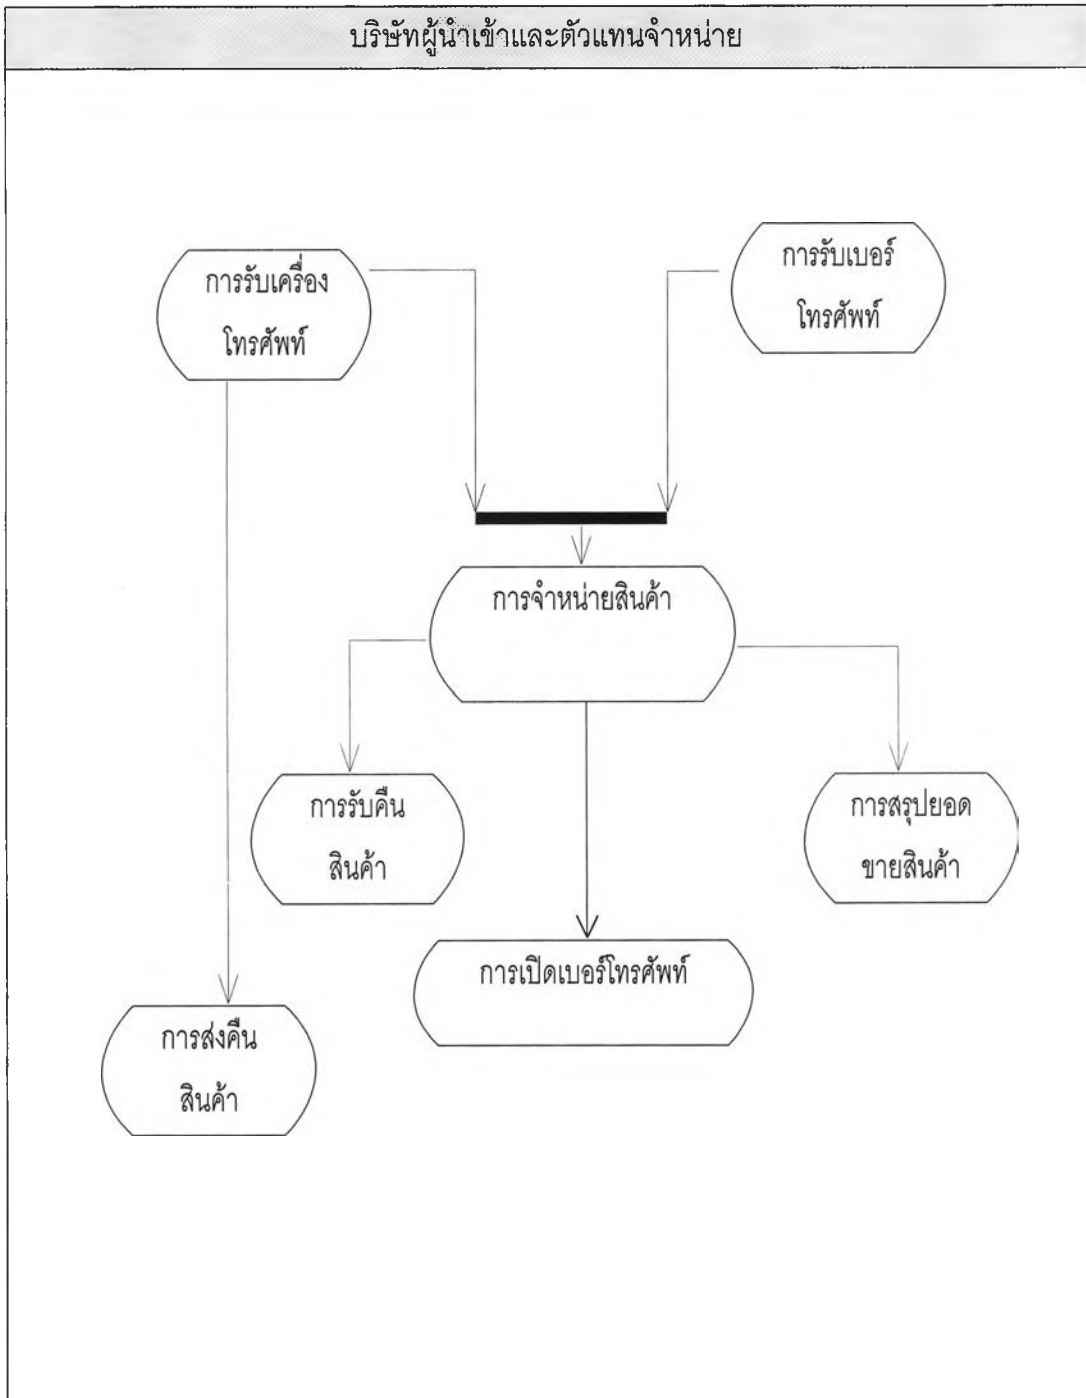 บริษัทผู้นำเข้าและตัวแทนจำหน่าย
การรับเครื่อง
โทรศัพท์
การรับเบอร์
โทรศัพท์
การจำหน่ายสินค้า
การรับคืน
สินค้า
การสรุปยอด
ขายสินค้า
การเปิดเบอร์โทรศัพท์
การส่งคืน
สินค้า